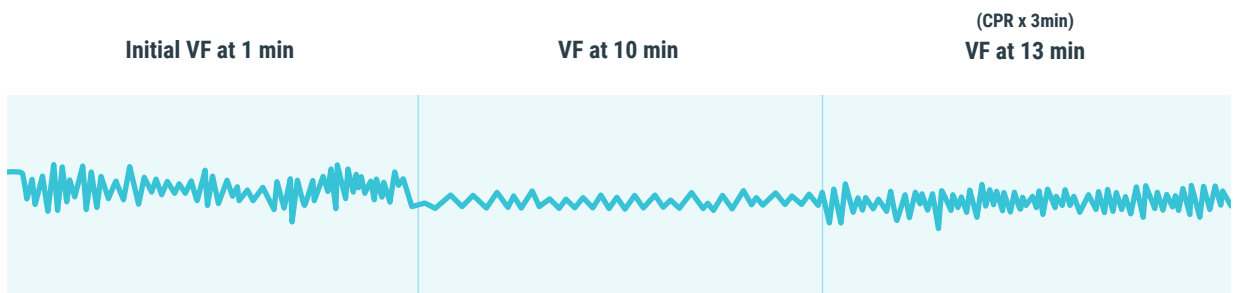 Initial VF at 1 min
VF at 10 min
(CPR x 3min)
VF at 13 min